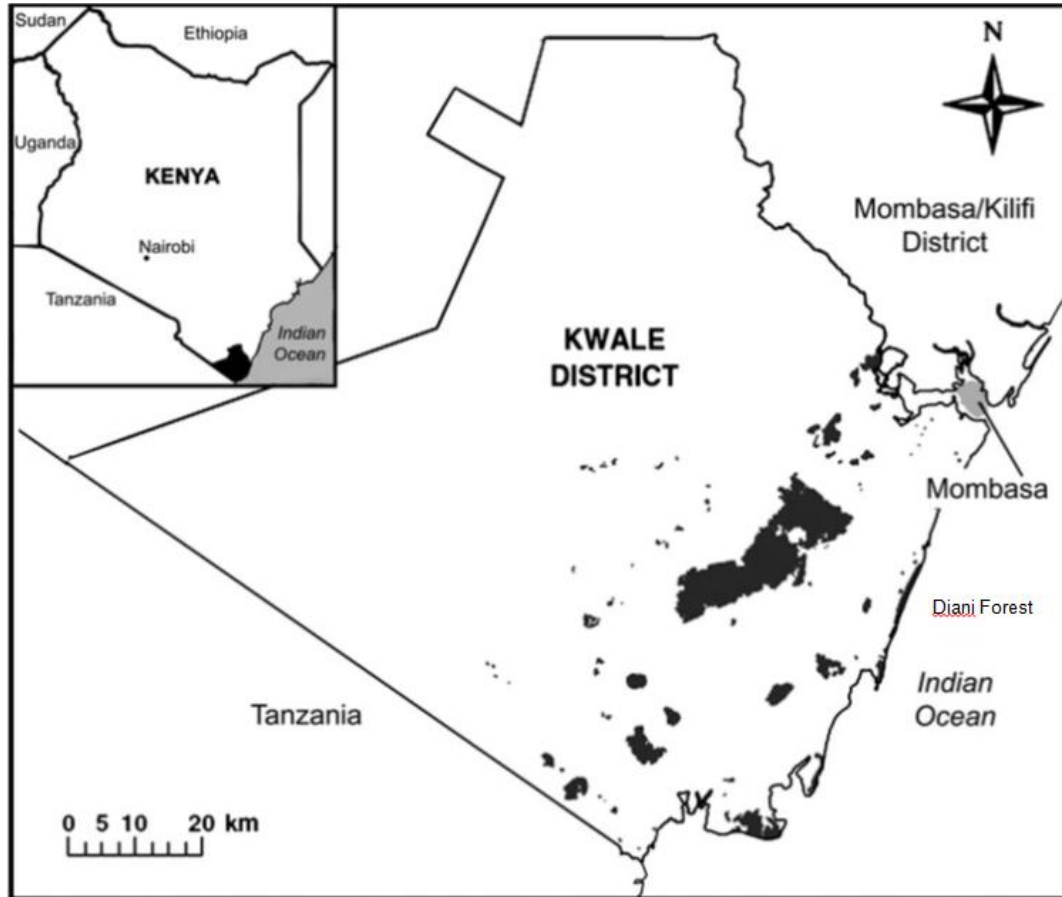 Sudan
Ethiopia
Uganda
KENYA
Nairobi
Tanzania
Indian
Ocean
N
Mombasa/Kilifi
District
KWALE
DISTRICT
Mombasa
Diani Forest
Indian
Ocean
Tanzania
0 5 10 20 km